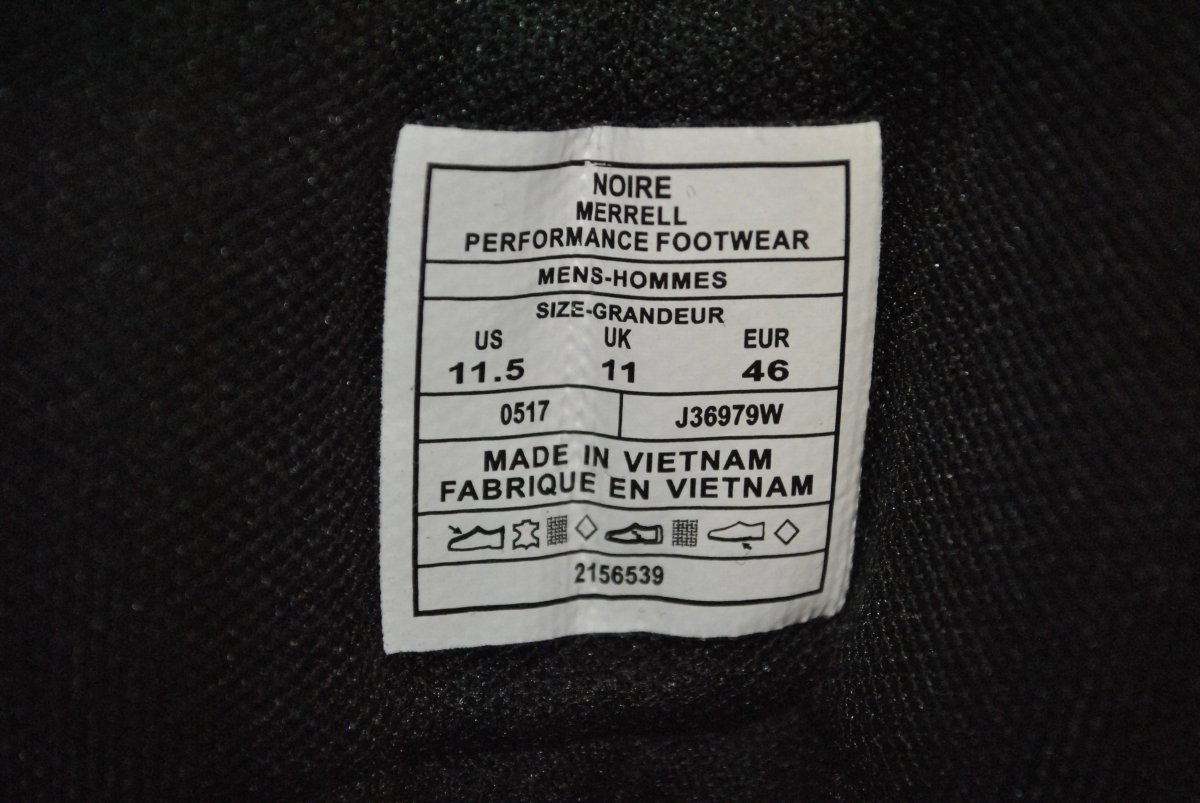 NOIRE
MERRELL
PERFORMANCE FOOTWEAR
MENS-HOMMES
SIZE-GRANDEUR
US UK EUR
11.5 11 46
0517 J36979W
MADE IN VIETNAM
FABRIQUE EN VIETNAM
2156539